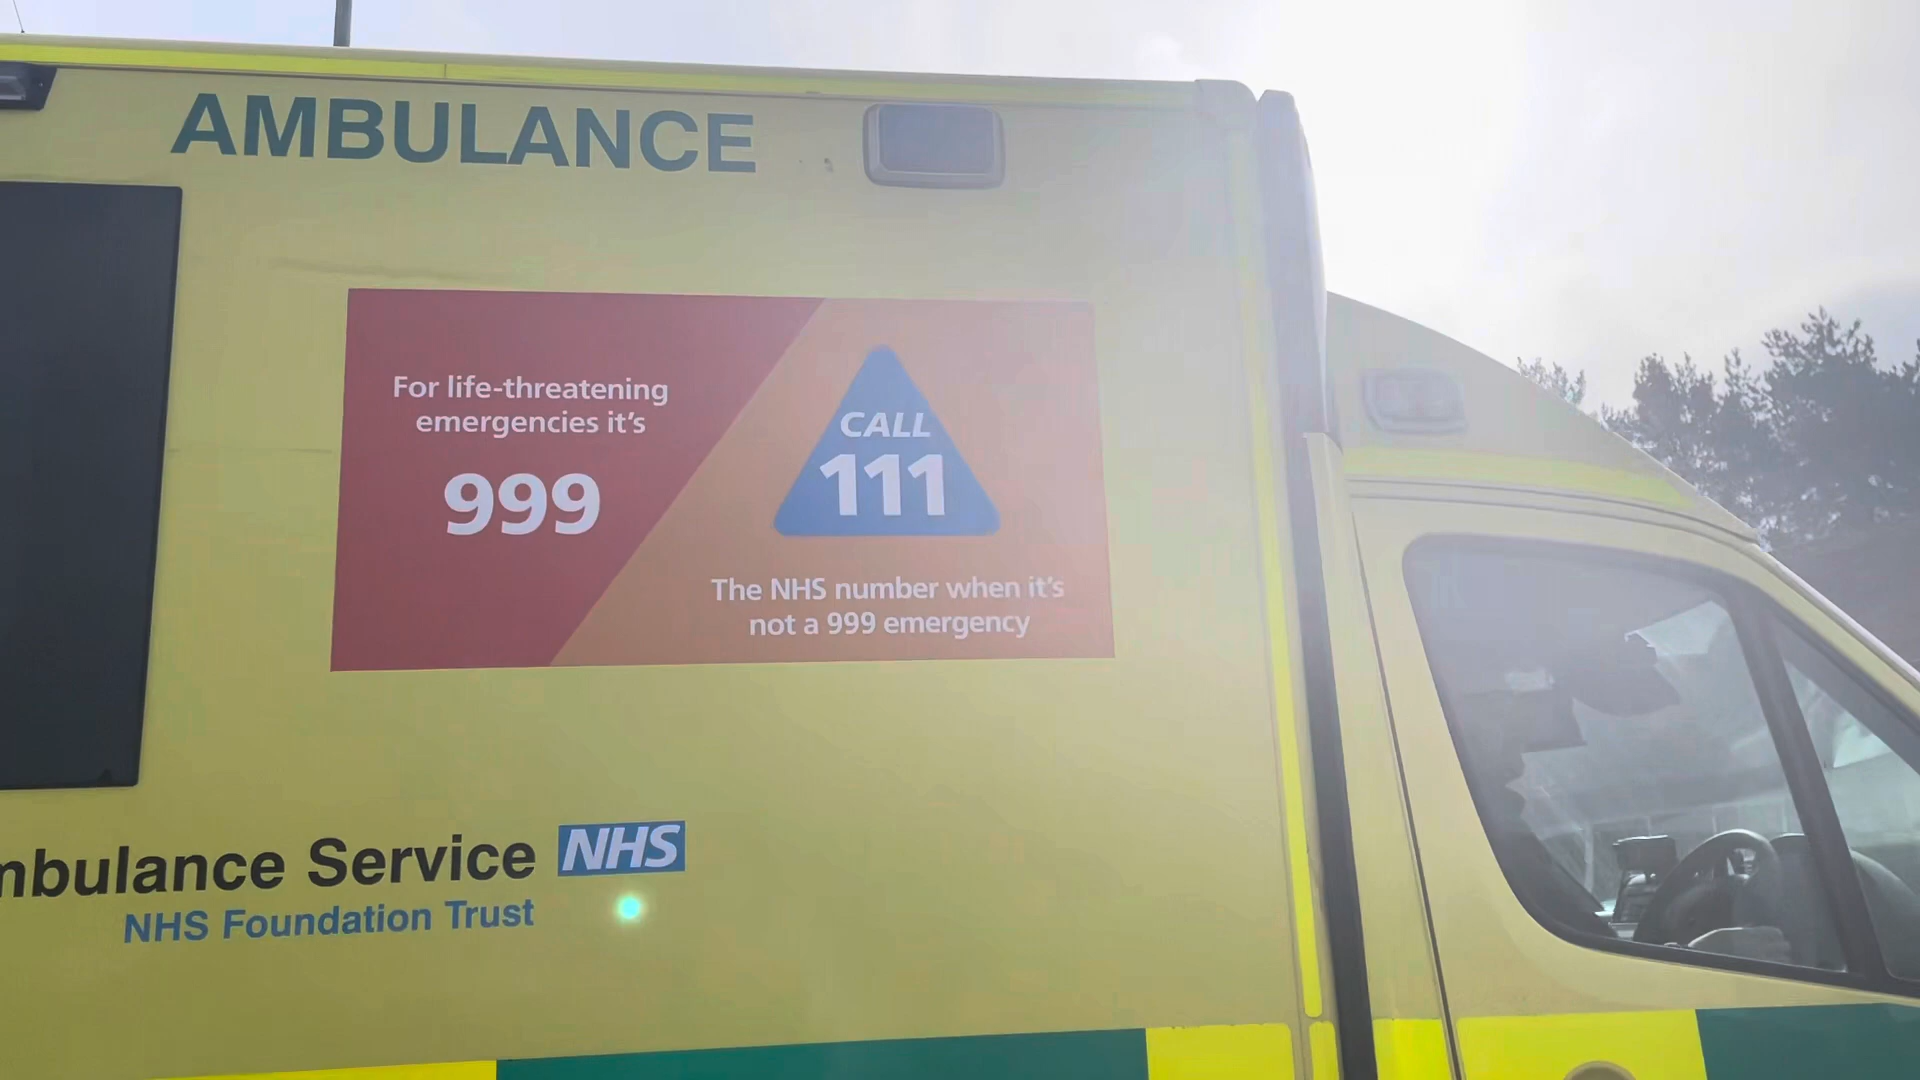 AMBULANCE
For life-threatening
emergencies it's
999
CALL
111
The NHS number when it's
not a 999 emergency
Service NHS
NHS Foundation Trust